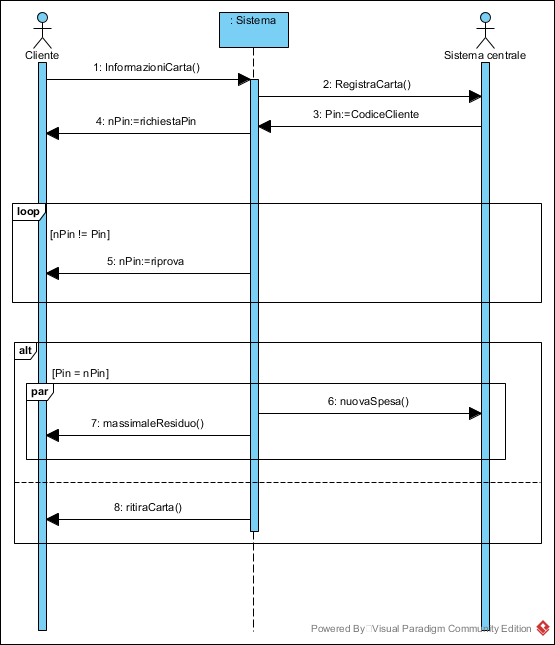 : Sistema
Cliente
Sistema centrale
1: InformazioniCarta()
2: RegistraCarta()
3: Pin:=CodiceCliente
4: nPin:=richiestaPin
loop
[nPin != Pin]
5: nPin:=riprova
alt
[Pin = nPin]
par
6: nuovaSpesa()
7: massimaleResiduo()
8: ritiraCarta()
Powered By Visual Paradigm Community Edition